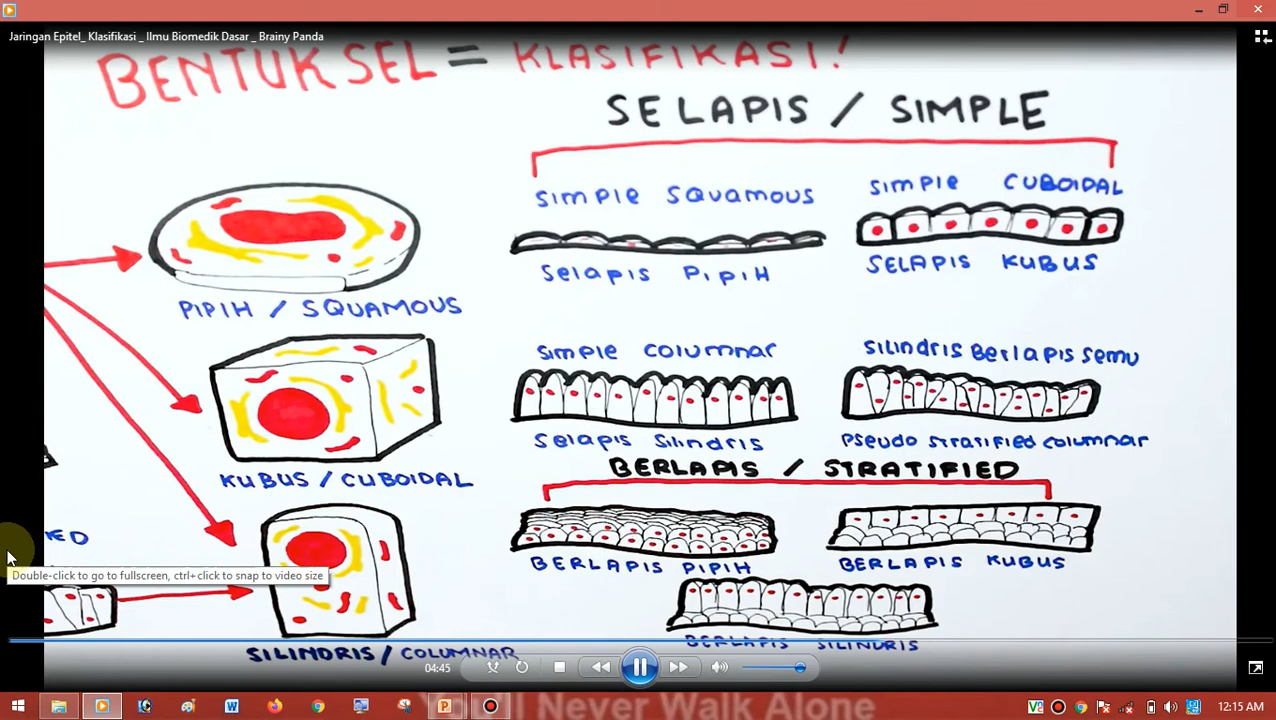 Jaringan Epitel_ Klasifikasi _ Ilmu Biomedik Dasar _ Brainy Panda
BENTUK SEL = KLASIFIKASI!
SELAPIS / SIMPLE
simple squamous
simple CUBOIDAL
Selapis PIPIH
SELAPIS KUBUS
PIPIH / SQUAMOUS
simple columnar
SILINDRIS BERLAPIS SEMU
Selapis Silindris
PSEUDO stratified columnar
BERLAPIS / STRATIFIED
KUBUS / CUBOIDAL
BERLAPIS PIPIH
BERLAPIS KUBUS
Double-click to go to fullscreen, ctrl+click to snap to video size
BERLAPIS SILINDRIS
SILINDRIS / COLUMNAR
04:45
You'll Never Walk Alone
12:15 AM